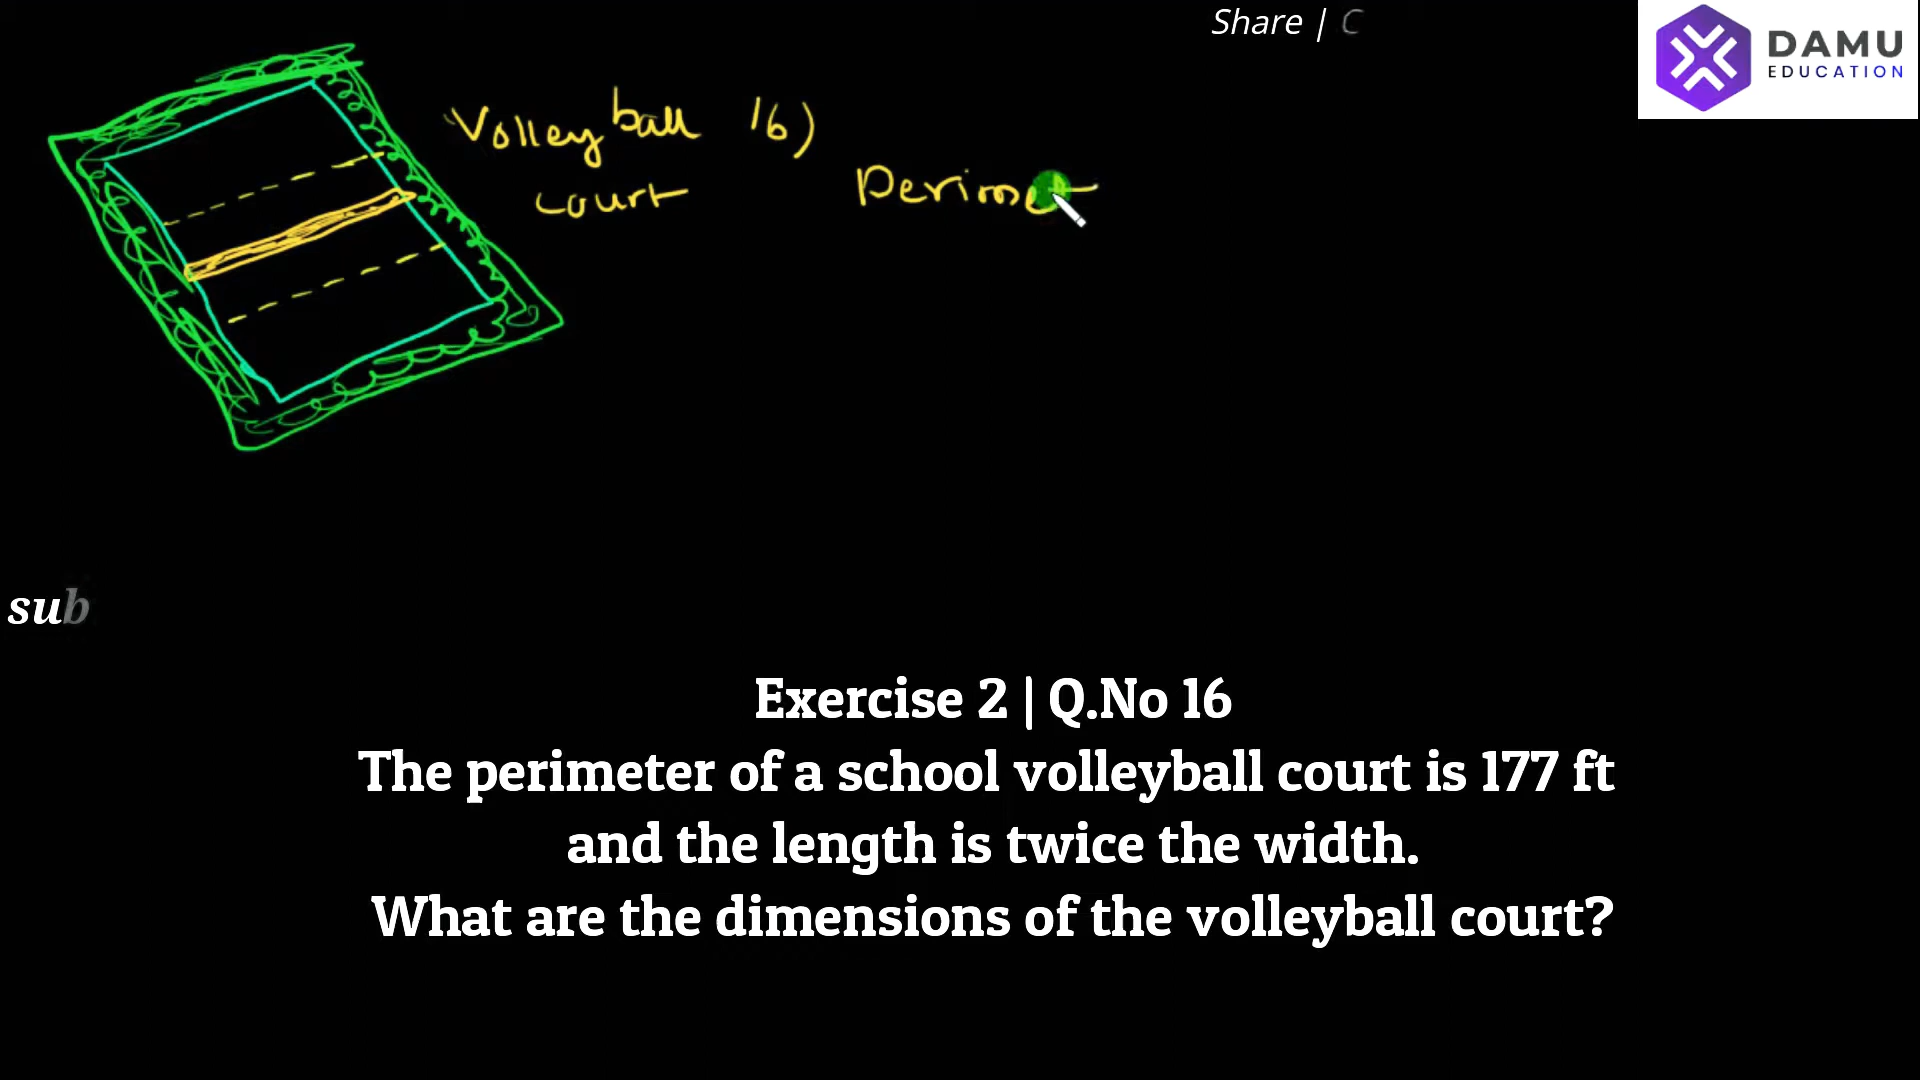 Share | C
DAMU
EDUCATION
Volleyball 16)
court
Perimet
sub
Exercise 2 | Q.No 16
The perimeter of a school volleyball court is 177 ft
and the length is twice the width.
What are the dimensions of the volleyball court?